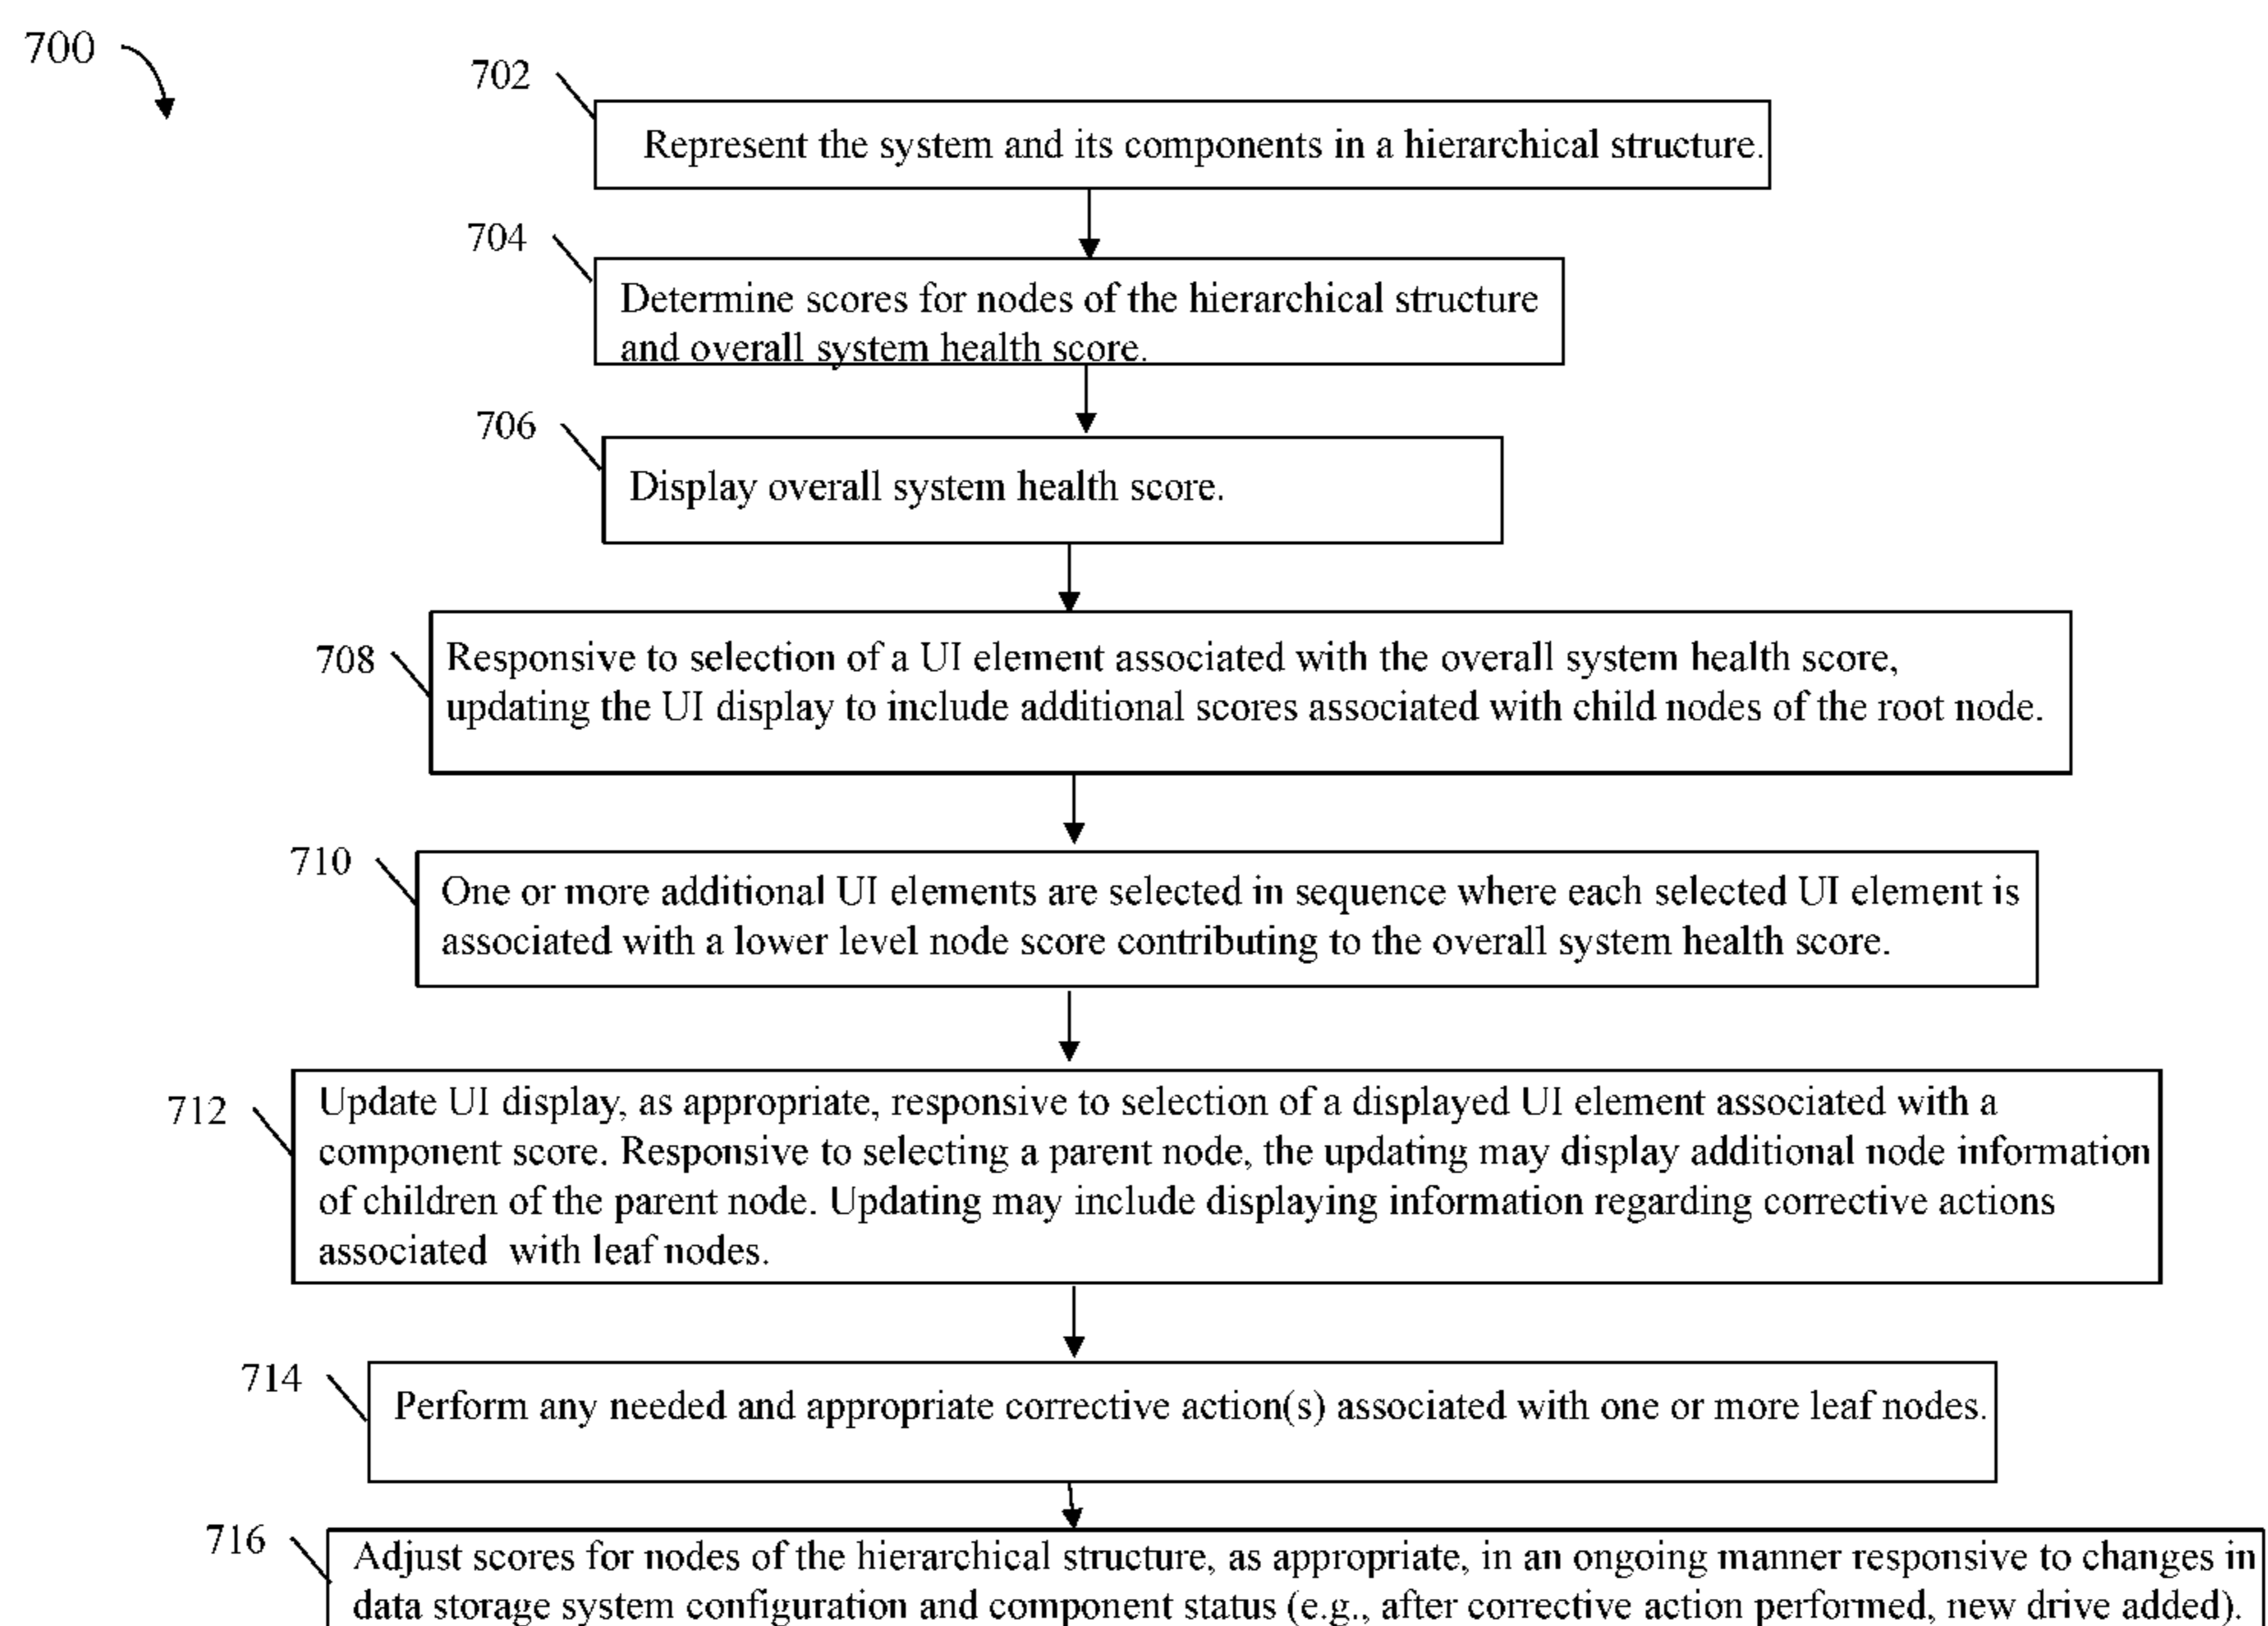 700
702
Represent the system and its components in a hierarchical structure.
704
Determine scores for nodes of the hierarchical structure
and overall system health score.
706
Display overall system health score.
708
Responsive to selection of a UI element associated with the overall system health score,
updating the UI display to include additional scores associated with child nodes of the root node.
710
One or more additional UI elements are selected in sequence where each selected UI element is
associated with a lower level node score contributing to the overall system health score.
712
Update UI display, as appropriate, responsive to selection of a displayed UI element associated with a
component score. Responsive to selecting a parent node, the updating may display additional node information
of children of the parent node. Updating may include displaying information regarding corrective actions
associated  with leaf nodes.
714
Perform any needed and appropriate corrective action(s) associated with one or more leaf nodes.
716
Adjust scores for nodes of the hierarchical structure, as appropriate, in an ongoing manner responsive to changes in
data storage system configuration and component status (e.g., after corrective action performed, new drive added).